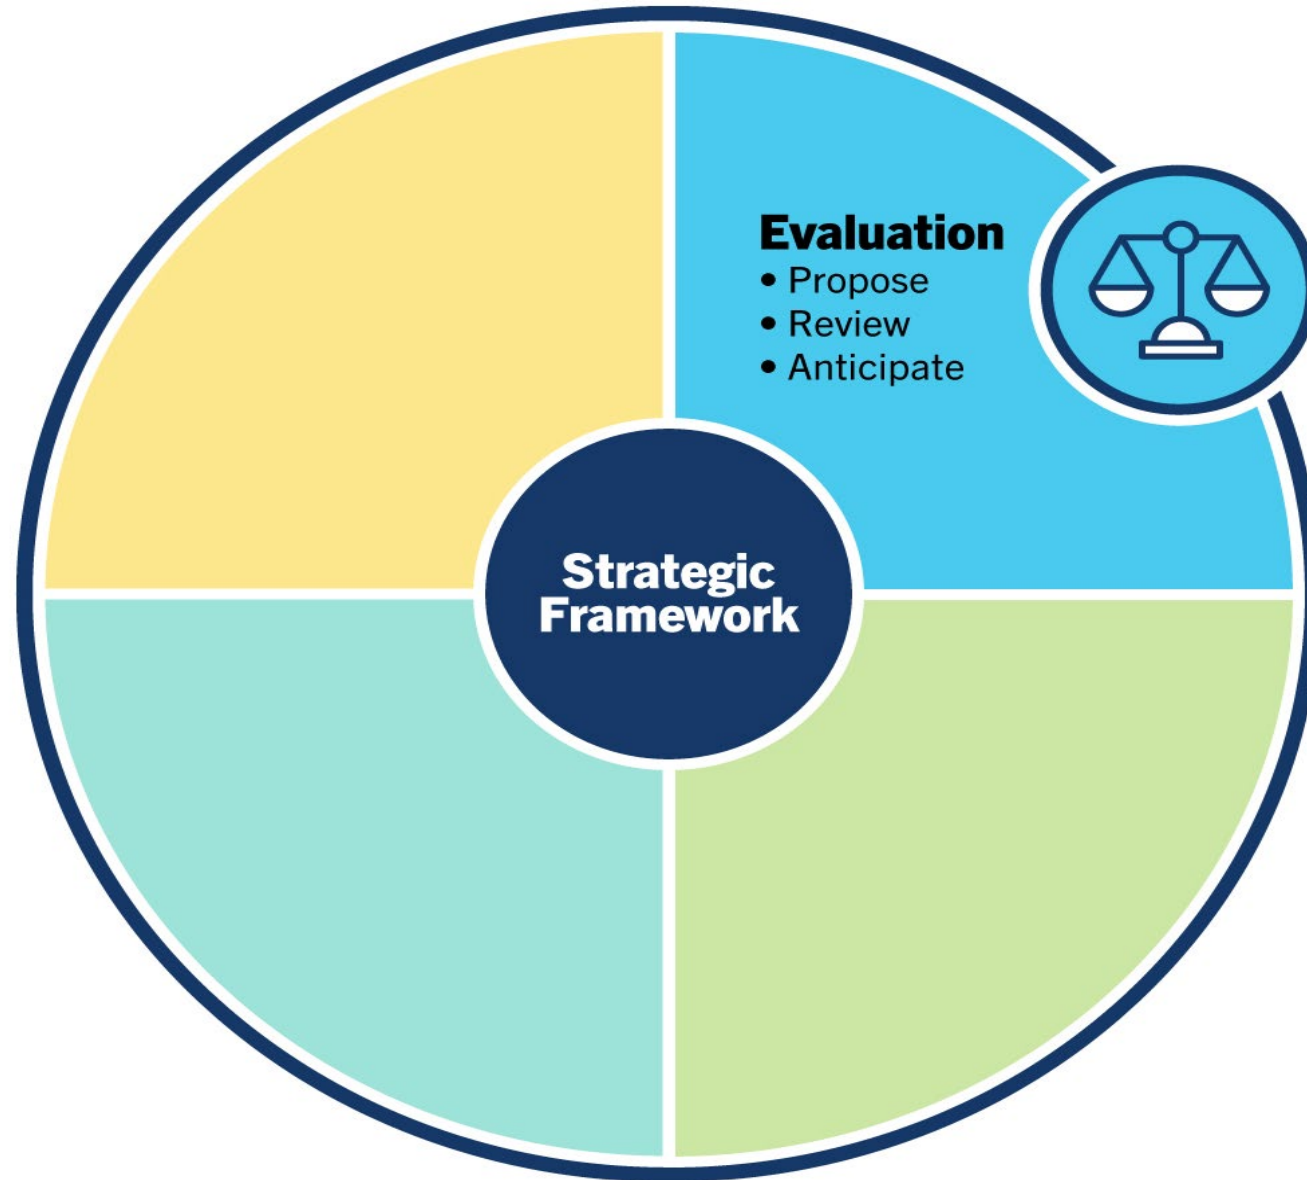 Evaluation
• Propose
• Review
• Anticipate
Strategic
Framework